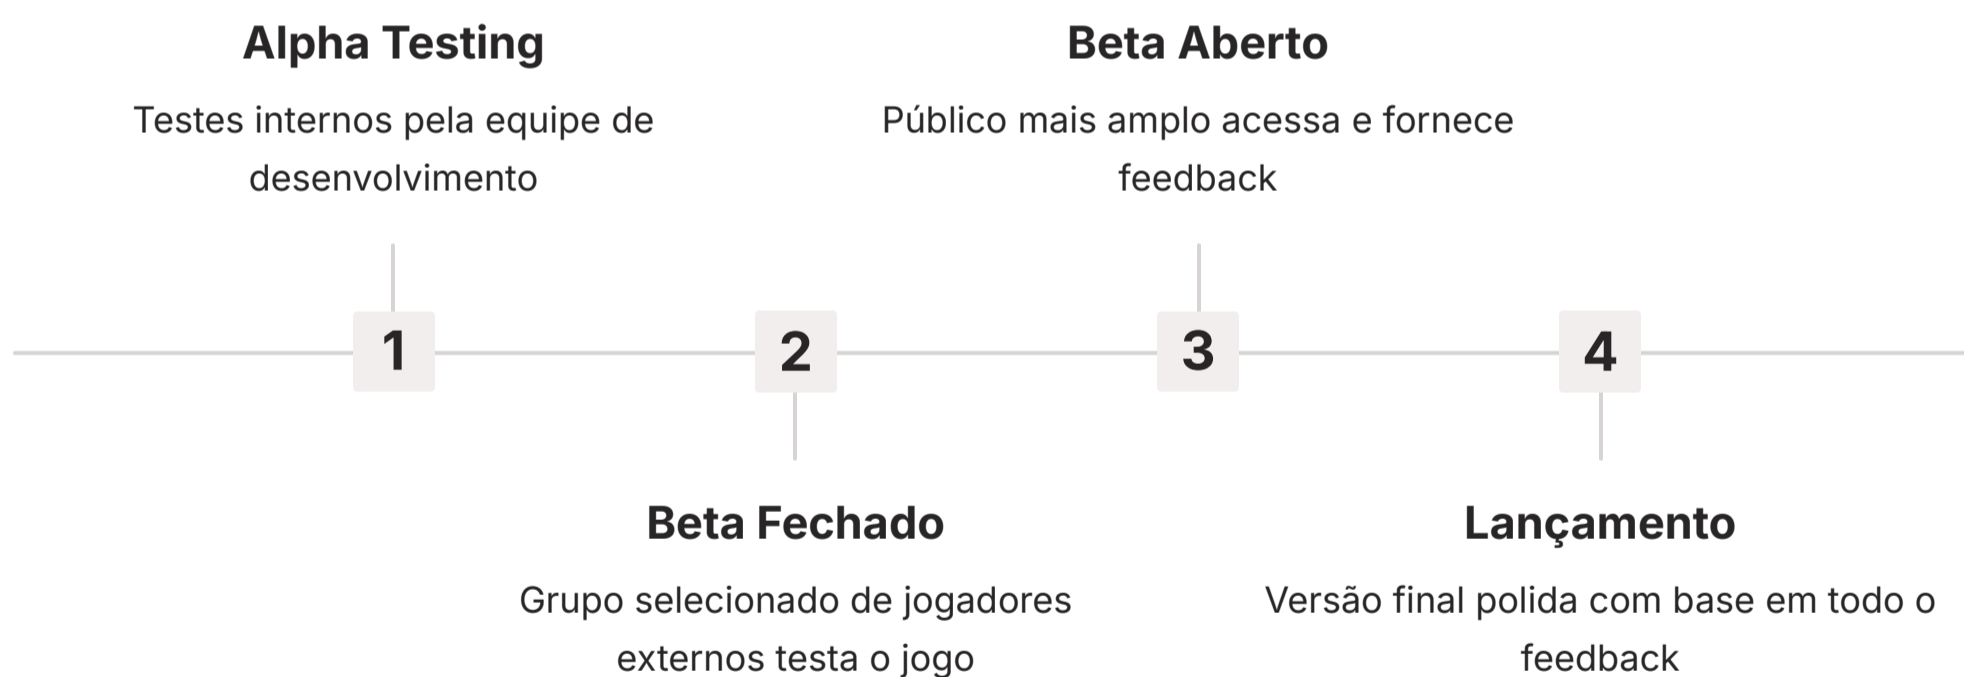 Alpha Testing
Testes internos pela equipe de
desenvolvimento
Beta Aberto
Público mais amplo acessa e fornece
feedback
1
2
3
4
Beta Fechado
Grupo selecionado de jogadores
externos testa o jogo
Lançamento
Versão final polida com base em todo o
feedback